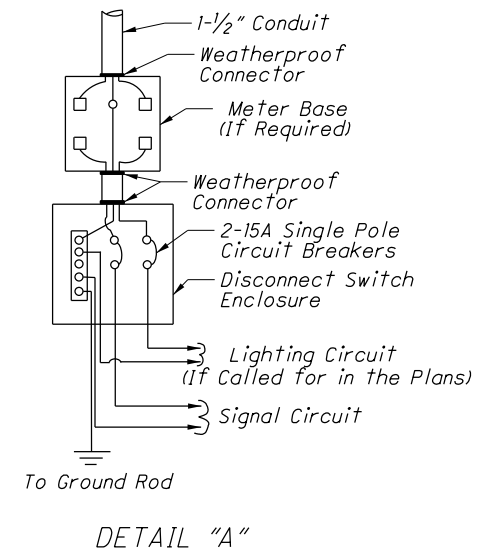 1-1/2" Conduit
Weatherproof
Connector
Meter Base
(If Required)
Weatherproof
Connector
2-15A Single Pole
Circuit Breakers
Disconnect Switch
Enclosure
Lighting Circuit
(If Called for in the Plans)
Signal Circuit
To Ground Rod
DETAIL "A"